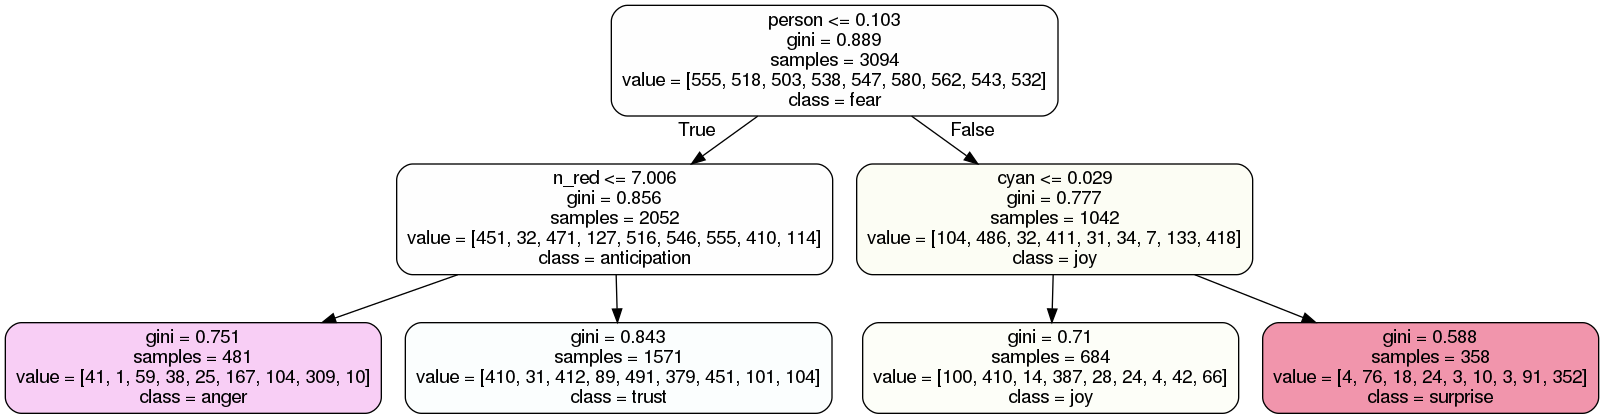 person <= 0.103
gini = 0.889
samples = 3094
value = [555, 518, 503, 538, 547, 580, 562, 543, 532]
class = fear
True
False
n_red <= 7.006
gini = 0.856
samples = 2052
value = [451, 32, 471, 127, 516, 546, 555, 410, 114]
class = anticipation
cyan <= 0.029
gini = 0.777
samples = 1042
value = [104, 486, 32, 411, 31, 34, 7, 133, 418]
class = joy
gini = 0.751
samples = 481
value = [41, 1, 59, 38, 25, 167, 104, 309, 10]
class = anger
gini = 0.843
samples = 1571
value = [410, 31, 412, 89, 491, 379, 451, 101, 104]
class = trust
gini = 0.71
samples = 684
value = [100, 410, 14, 387, 28, 24, 4, 42, 66]
class = joy
gini = 0.588
samples = 358
value = [4, 76, 18, 24, 3, 10, 3, 91, 352]
class = surprise